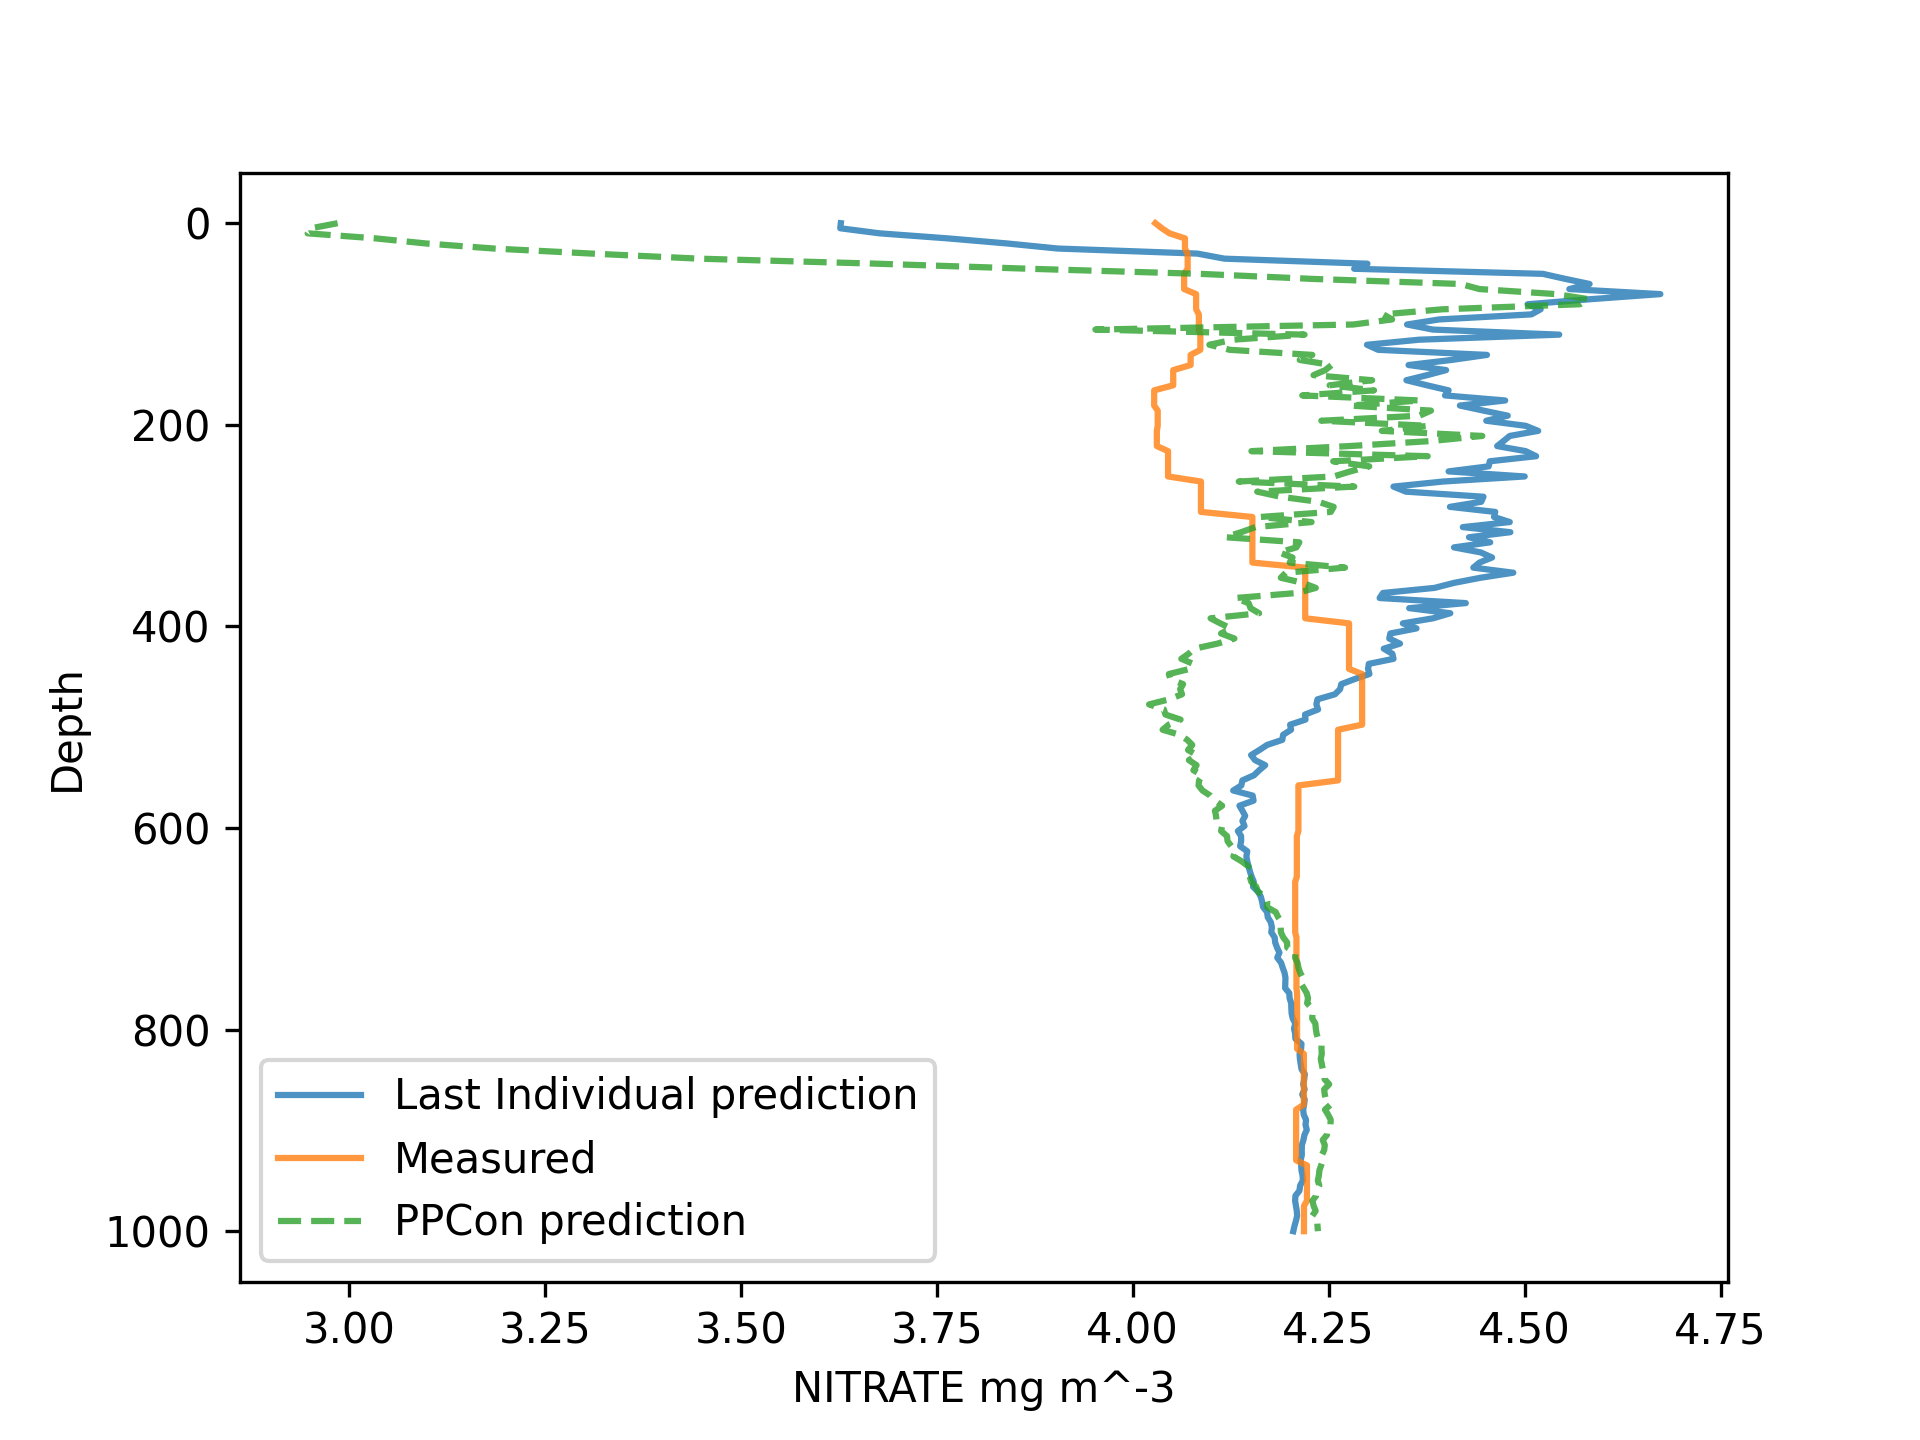 0
200
400
600
800
1000
Depth
Last Individual prediction
Measured
PPCon prediction
3.00 3.25 3.50 3.75 4.00 4.25 4.50 4.75
NITRATE mg m^-3